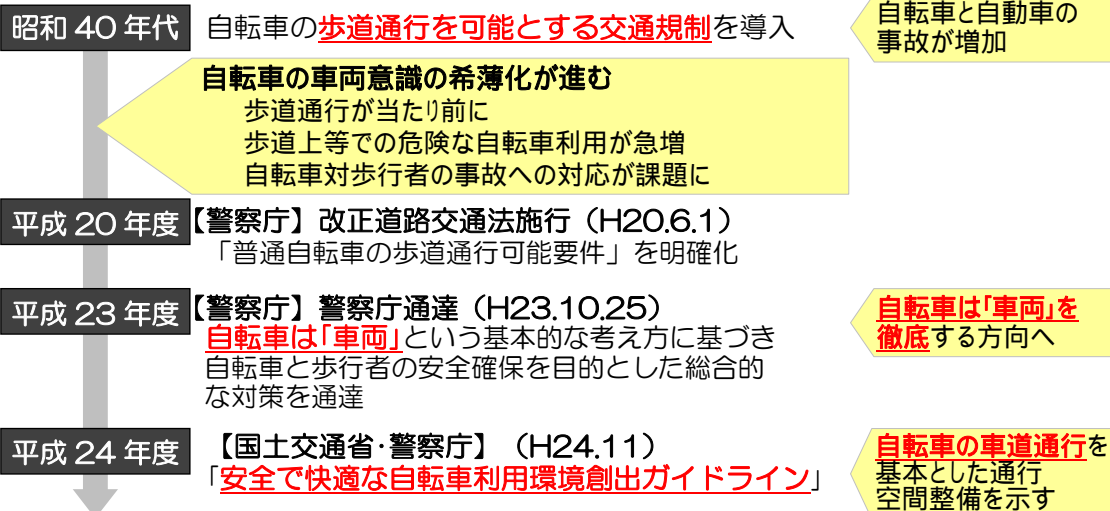 昭和 40 年代
自転車の歩道通行を可能とする交通規制を導入
自転車と自動車の
事故が増加
自転車の車両意識の希薄化が進む
歩道通行が当たり前に
歩道上等での危険な自転車利用が急増
自転車対歩行者の事故への対応が課題に
平成 20 年度
【警察庁】改正道路交通法施行（H20.6.1）
「普通自転車の歩道通行可能要件」を明確化
平成 23 年度
【警察庁】警察庁通達（H23.10.25）
自転車は「車両」という基本的な考え方に基づき
自転車と歩行者の安全確保を目的とした総合的
な対策を通達
自転車は「車両」を
徹底する方向へ
平成 24 年度
【国土交通省・警察庁】（H24.11）
「安全で快適な自転車利用環境創出ガイドライン」
自転車の車道通行を
基本とした通行
空間整備を示す